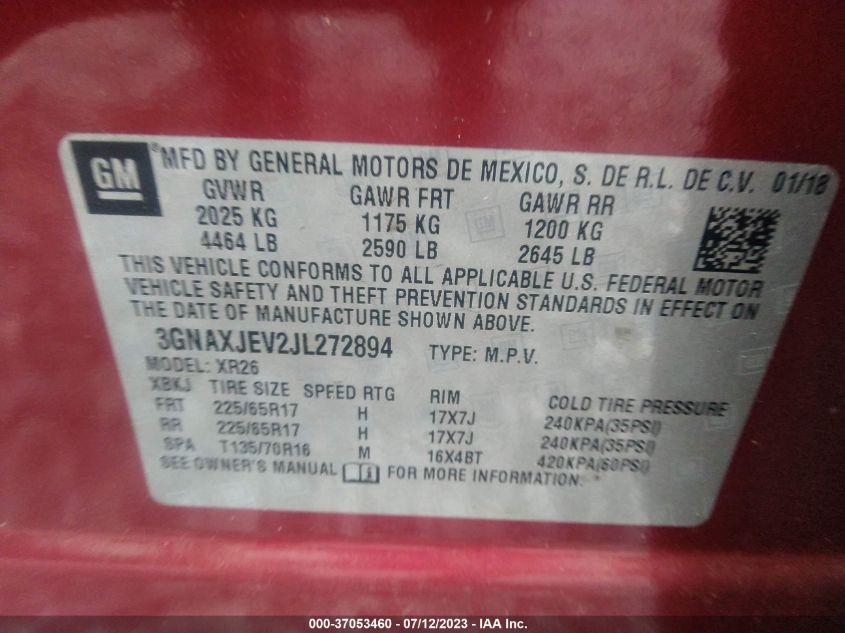 GM ®MFD BY GENERAL MOTORS DE MEXICO, S. DE R.L. DE C.V. 01/18
GVWR GAWR FRT GAWR RR
2025 KG 1175 KG 1200 KG
4464 LB 2590 LB 2645 LB
THIS VEHICLE CONFORMS TO ALL APPLICABLE U.S. FEDERAL MOTOR
VEHICLE SAFETY AND THEFT PREVENTION STANDARDS IN EFFECT ON
THE DATE OF MANUFACTURE SHOWN ABOVE.
3GNAXJEV2JL272894 TYPE: M.P.V.
MODEL: XR26
XBKJ TIRE SIZE SPEED RTG RIM COLD TIRE PRESSURE
FRT 225/65R17 H 17X7J 240KPA(35PSI)
RR 225/65R17 H 17X7J 240KPA(35PSI)
SPA T135/70R16 M 16X4BT 420KPA(60PSI)
SEE OWNER'S MANUAL FOR MORE INFORMATION.
000-37053460 - 07/12/2023 - IAA Inc.